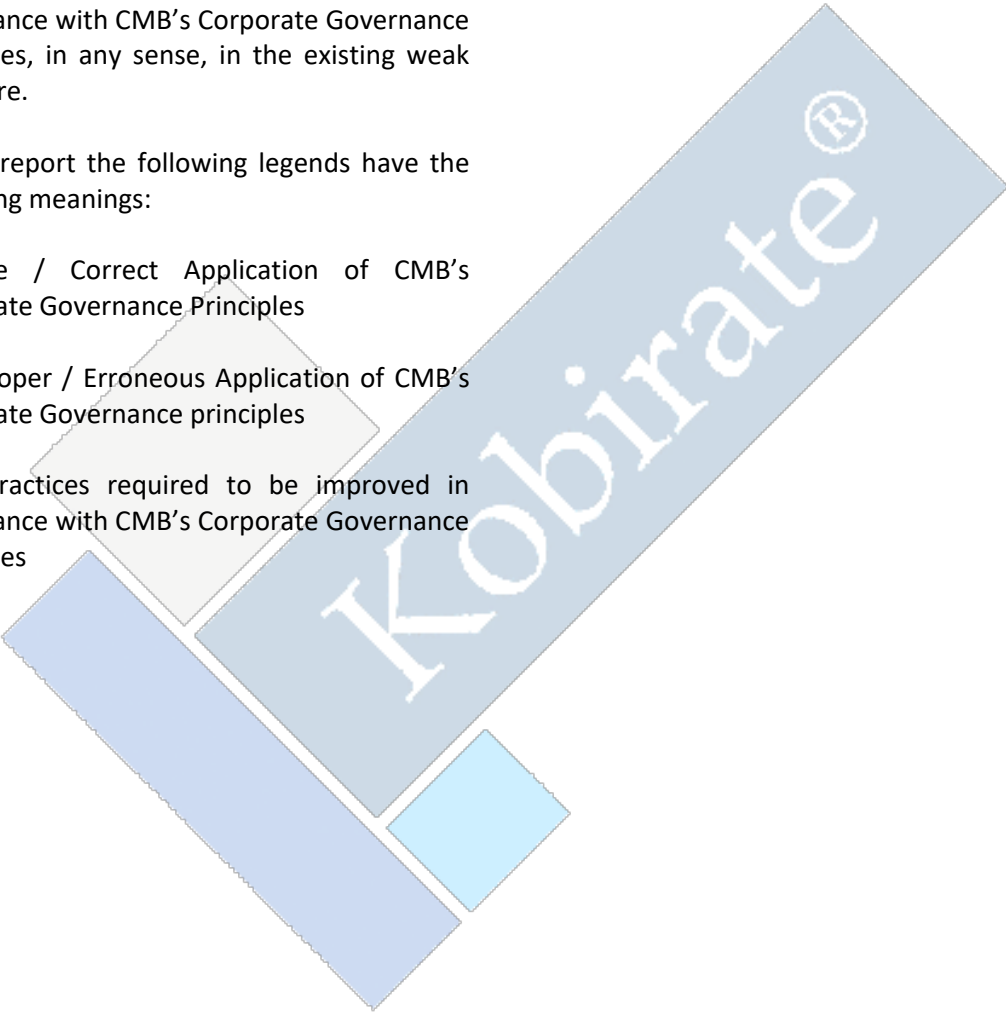 ance with CMB’s Corporate Governance
es, in any sense, in the existing weak
re.
report the following legends have the
ng meanings:
e / Correct Application of CMB’s
ate Governance Principles
oper / Erroneous Application of CMB’s
ate Governance principles
ractices required to be improved in
ance with CMB’s Corporate Governance
es
Kobirate ®